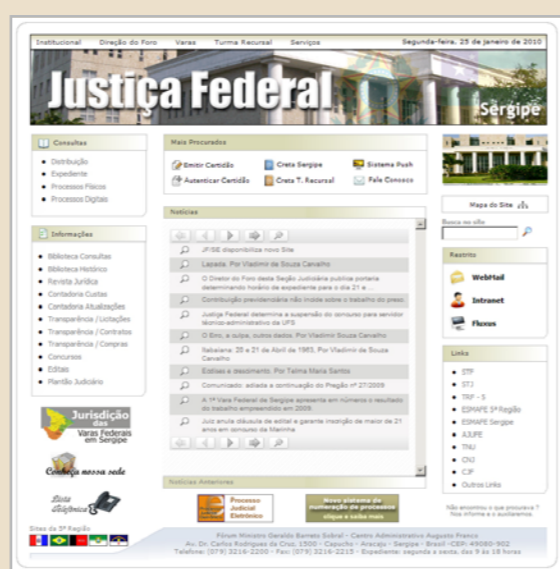 Institucional Direção do Foro Varas Turma Recursal Serviços Segunda-feira, 25 de janeiro de 2010
Justiça Federal
Sergipe
Consultas
Distribuição
Expediente
Processos Físicos
Processos Digitais
Informações
Biblioteca Consultas
Biblioteca Histórico
Revista Jurídica
Contadoria Custas
Contadoria Atualizações
Transparência / Licitações
Transparência / Contratos
Transparência / Compras
Concursos
Editais
Plantão Judiciário
Jurisdição
das
Varas Federais
em Sergipe
Conheça nossa sede
Lista
Telefônica
Sites da 5ª Região
Mais Procurados
Emitir Certidão Creta Sergipe Sistema Push
Autenticar Certidão Creta T. Recursal Fale Conosco
Notícias
JF/SE disponibiliza novo Site
Lapada. Por Vladimir de Souza Carvalho
O Diretor do Foro desta Seção Judiciária publica portaria
determinando horário de expediente para o dia 21 e ...
Contribuição previdenciária não incide sobre o trabalho do preso
Justiça Federal determina a suspensão do concurso para servidor
técnico-administrativo da UFS
O Eno, a culpa; outros dados. Por Vladimir Souza Carvalho
Itabaiana: 28 e 21 de Abril de 1963, Por Vladimir de Souza
Carvalho
Por Telma Maria Santos
Comunicado: adiada a continuação do Pregão nº 27/2009
A 1ª Vara Federal de Sergipe apresenta em números o resultado
do trabalho empreendido em 2009.
Juiz anula cláusula de edital e garante inscrição de maior de 21
anos em concurso da Marinha
Notícias Anteriores
Processo
Judicial
Eletrônico
Novo sistema de
numeração de processos
clique e saiba mais
Mapa do Site
Busca no site
Restrito
WebMail
Intranet
Fluxus
Links
STF
STJ
TRF - 5
ESMAFE 5ª Região
ESMAFE Sergipe
AJUFE
TNU
CNJ
CJF
Outros Links
Não encontrou o que procurava ?
Nos informe e o auxiliaremos.
Fórum Ministro Geraldo Barreto Sobral - Centro Administrativo Augusto Franco
Av. Dr. Carlos Rodrigues da Cruz, 1500 - Capucho - Aracaju - Sergipe - Brasil -CEP: 49080-902
Telefone: (079) 3216-2200 - Fax: (079) 3216-2215 - Expediente: segunda a sexta, das 9 às 18 horas